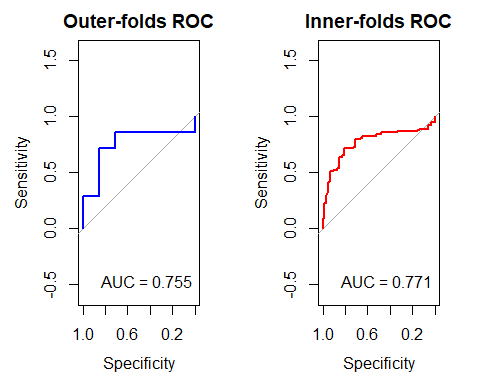 Outer-folds ROC
Sensitivity
1.5
1.0
0.5
0.0
-0.5
AUC = 0.755
1.0 0.6 0.2
Specificity
Inner-folds ROC
Sensitivity
1.5
1.0
0.5
0.0
-0.5
AUC = 0.771
1.0 0.6 0.2
Specificity